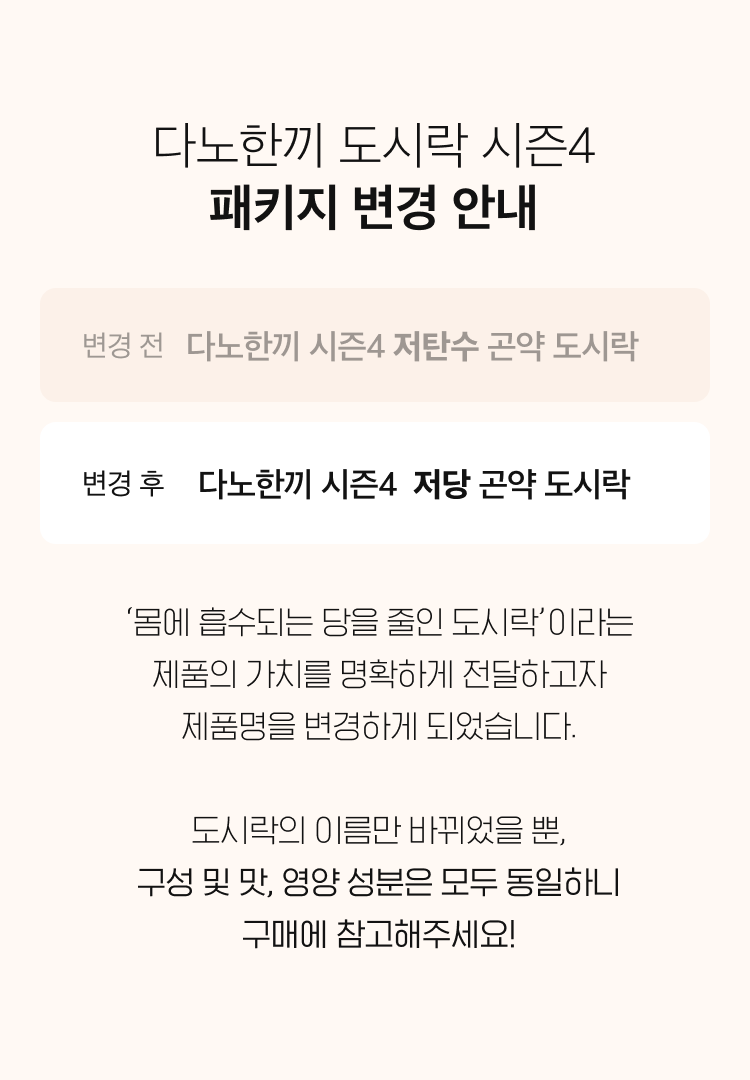 다노한끼 도시락 시즌4
패키지 변경 안내
변경 전 다노한끼 시즌4 저탄수 곤약 도시락
변경 후 다노한끼 시즌4 저당 곤약 도시락
‘몸에 흡수되는 당을 줄인 도시락’이라는
제품의 가치를 명확하게 전달하고자
제품명을 변경하게 되었습니다.
도시락의 이름만 바뀌었을 뿐,
구성 및 맛, 영양 성분은 모두 동일하니
구매에 참고해주세요!